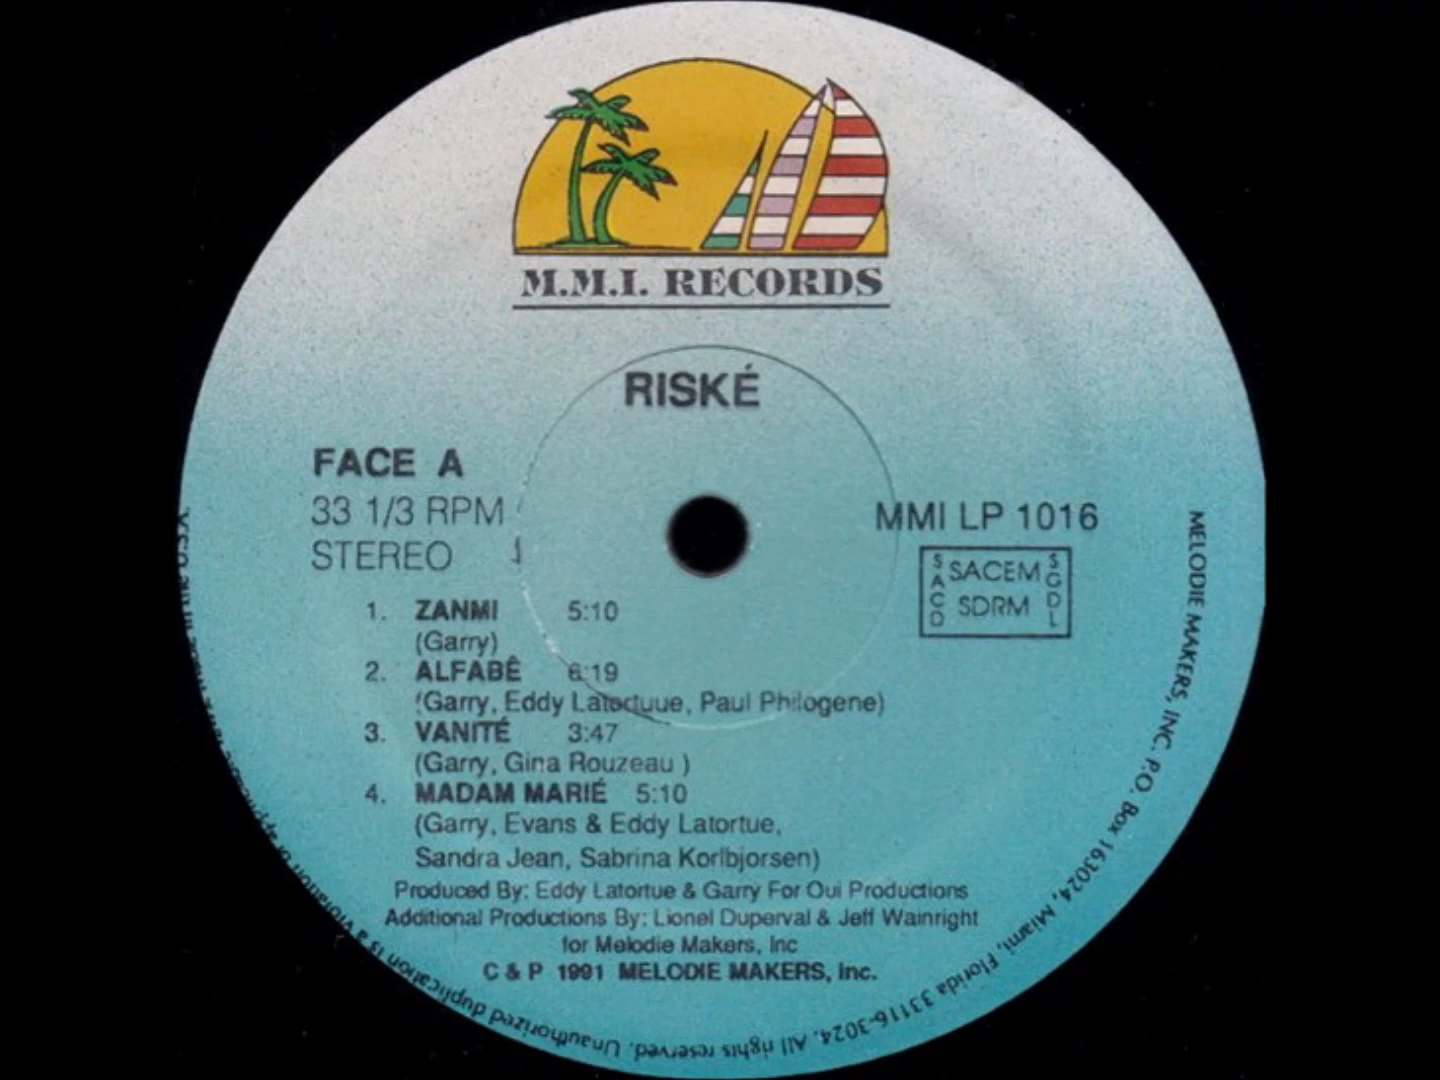 M.M.I. RECORDS
RISKÉ
FACE A
33 1/3 RPM
STEREO
MMI LP 1016
SACD
SACEM
SDRM
SGDL
1. ZANMI 5:10
(Garry)
2. ALFABÊ 6:19
(Garry, Eddy Latortuue, Paul Philogene)
3. VANITÉ 3:47
(Garry, Gina Rouzeau )
4. MADAM MARIÉ 5:10
(Garry, Evans & Eddy Latortue,
Sandra Jean, Sabrina Korlbjorsen)
Produced By: Eddy Latortue & Garry For Oui Productions
Additional Productions By: Lionel Duperval & Jeff Wainright
for Melodie Makers, Inc
C & P 1991 MELODIE MAKERS, Inc.
MELODIE MAKERS, INC. P.O. Box 163024, Miami, Florida 33116-3024. All rights reserved. Unauthorized duplication is a violation of in the U.S.A.